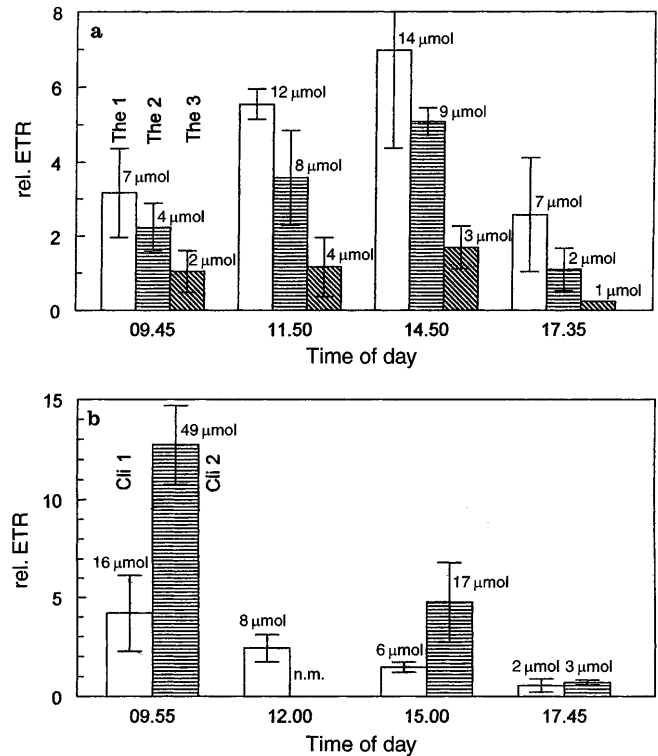 a
8
6
4
2
0
rel. ETR
The 1
The 2
The 3
7 μmol
4 μmol
2 μmol
12 μmol
8 μmol
4 μmol
14 μmol
9 μmol
3 μmol
7 μmol
2 μmol
1 μmol
09.45 11.50 14.50 17.35
Time of day
b
15
10
5
0
rel. ETR
Cli 1
Cli 2
16 μmol
49 μmol
8 μmol
n.m.
6 μmol
17 μmol
2 μmol 3 μmol
09.55 12.00 15.00 17.45
Time of day